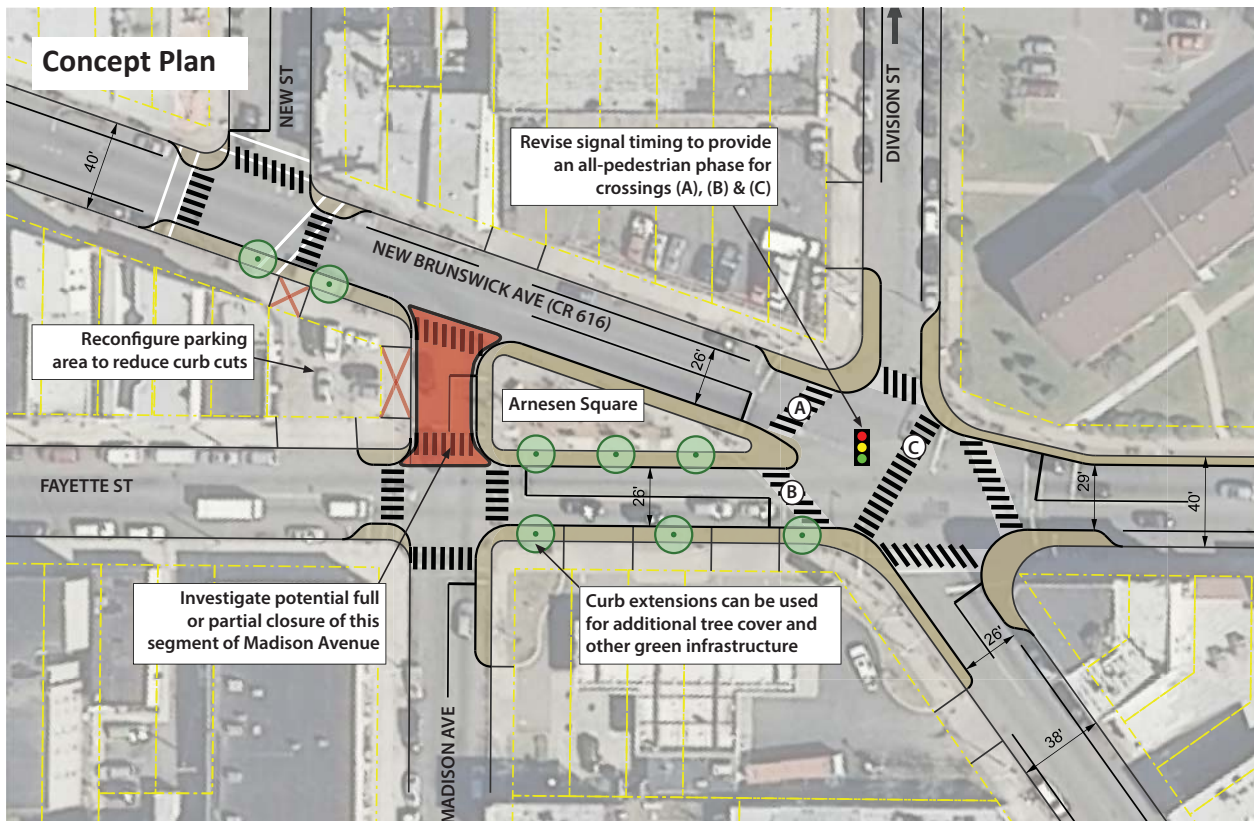 Concept Plan
NEW ST
DIVISION ST
40'
Revise signal timing to provide
an all-pedestrian phase for
crossings (A), (B) & (C)
NEW BRUNSWICK AVE (CR 616)
Reconfigure parking
area to reduce curb cuts
26'
Arnesen Square
A
C
B
FAYETTE ST
26'
29'
40'
Investigate potential full
or partial closure of this
segment of Madison Avenue
Curb extensions can be used
for additional tree cover and
other green infrastructure
26'
38'
MADISON AVE